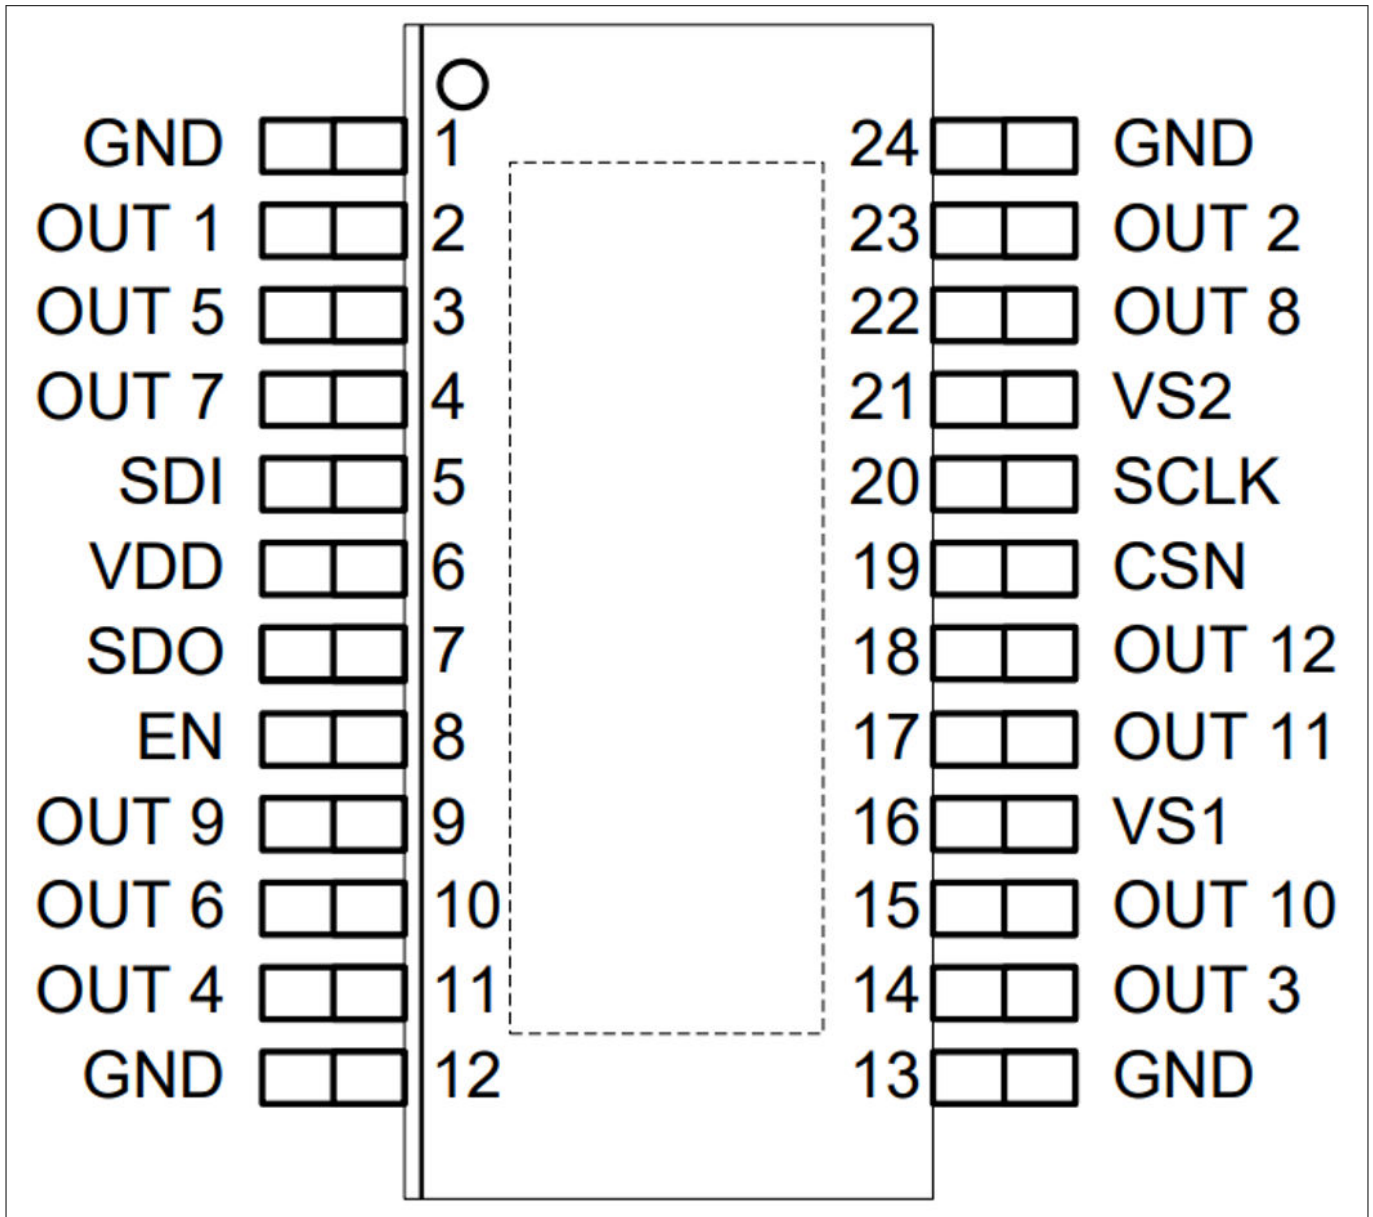 GND 1 24 GND
OUT 1 2 23 OUT 2
OUT 5 3 22 OUT 8
OUT 7 4 21 VS2
SDI 5 20 SCLK
VDD 6 19 CSN
SDO 7 18 OUT 12
EN 8 17 OUT 11
OUT 9 9 16 VS1
OUT 6 10 15 OUT 10
OUT 4 11 14 OUT 3
GND 12 13 GND